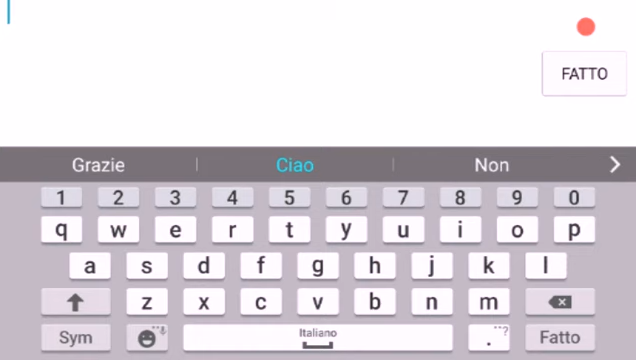 FATTO
Grazie Ciao Non
1 2 3 4 5 6 7 8 9 0
q w e r t y u i o p
a s d f g h j k l
z x c v b n m
Sym Italiano . ? Fatto